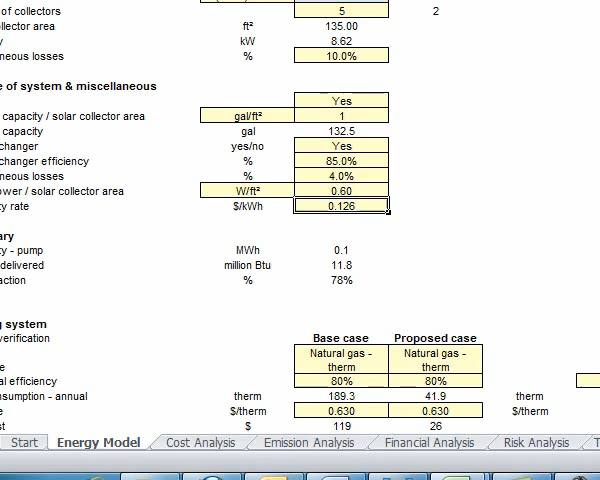 of collectors 5 2
llector area ft² 135.00
y kW 8.62
neous losses % 10.0%
e of system & miscellaneous
Yes
capacity / solar collector area gal/ft² 1
capacity gal 132.5
changer yes/no Yes
changer efficiency % 85.0%
neous losses % 4.0%
ower / solar collector area W/ft² 0.60
ty rate $/kWh 0.126
ary
ty - pump MWh 0.1
delivered million Btu 11.8
action % 78%
g system
verification Base case Proposed case
Natural gas - Natural gas -
e therm therm
al efficiency 80% 80%
nsumption - annual therm 189.3 41.9 therm
e $/therm 0.630 0.630 $/therm
st $ 119 26
Start Energy Model Cost Analysis Emission Analysis Financial Analysis Risk Analysis T